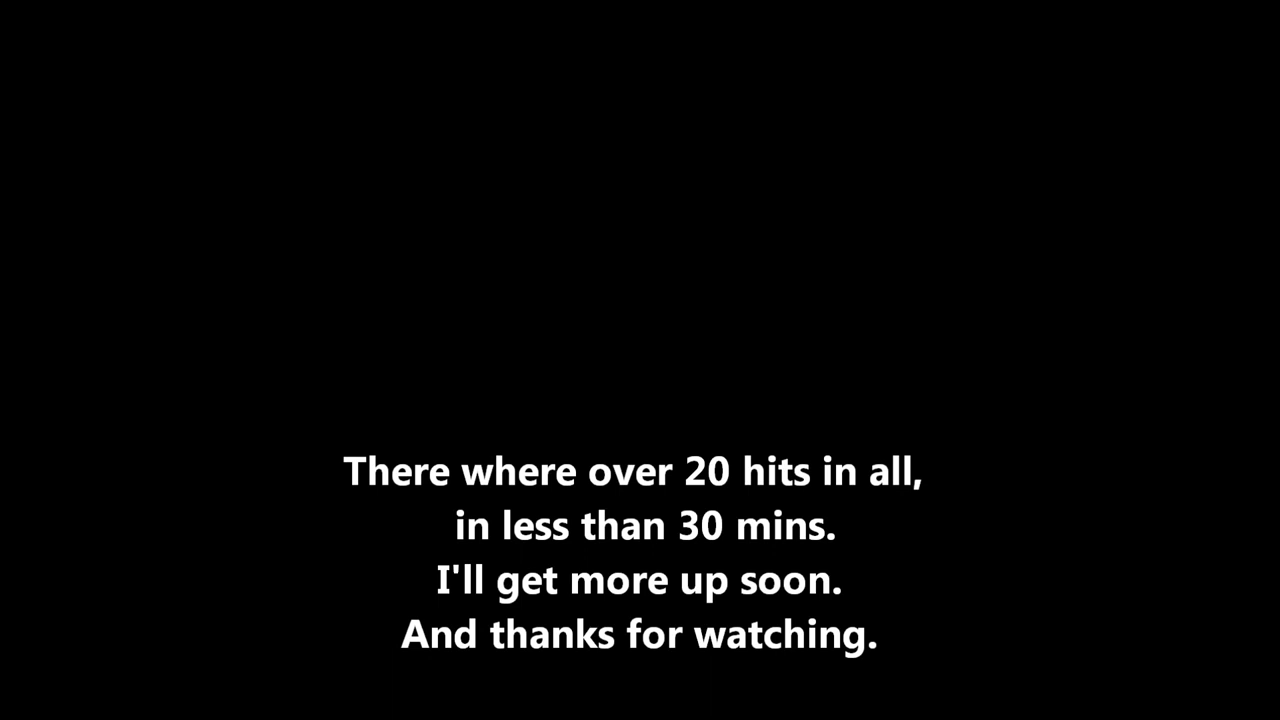 There where over 20 hits in all,
in less than 30 mins.
I'll get more up soon.
And thanks for watching.